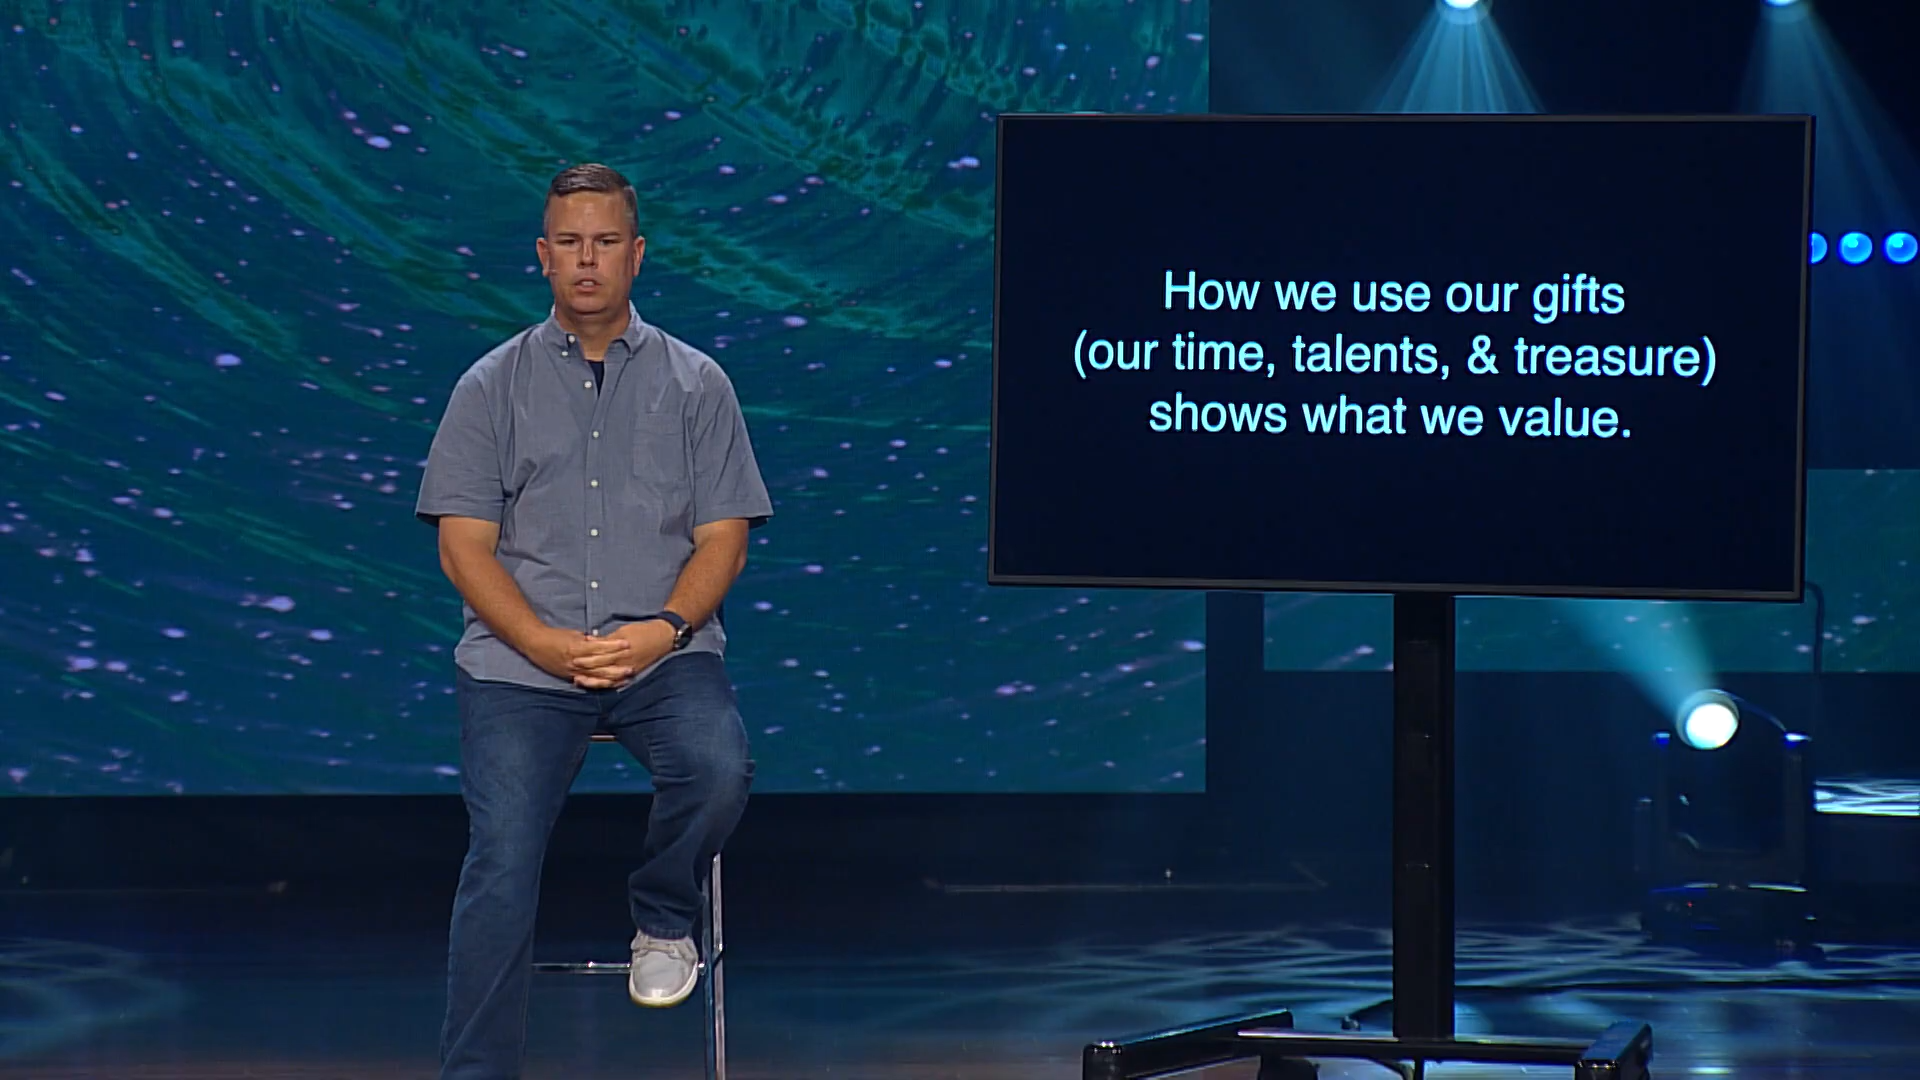 How we use our gifts
(our time, talents, & treasure)
shows what we value.